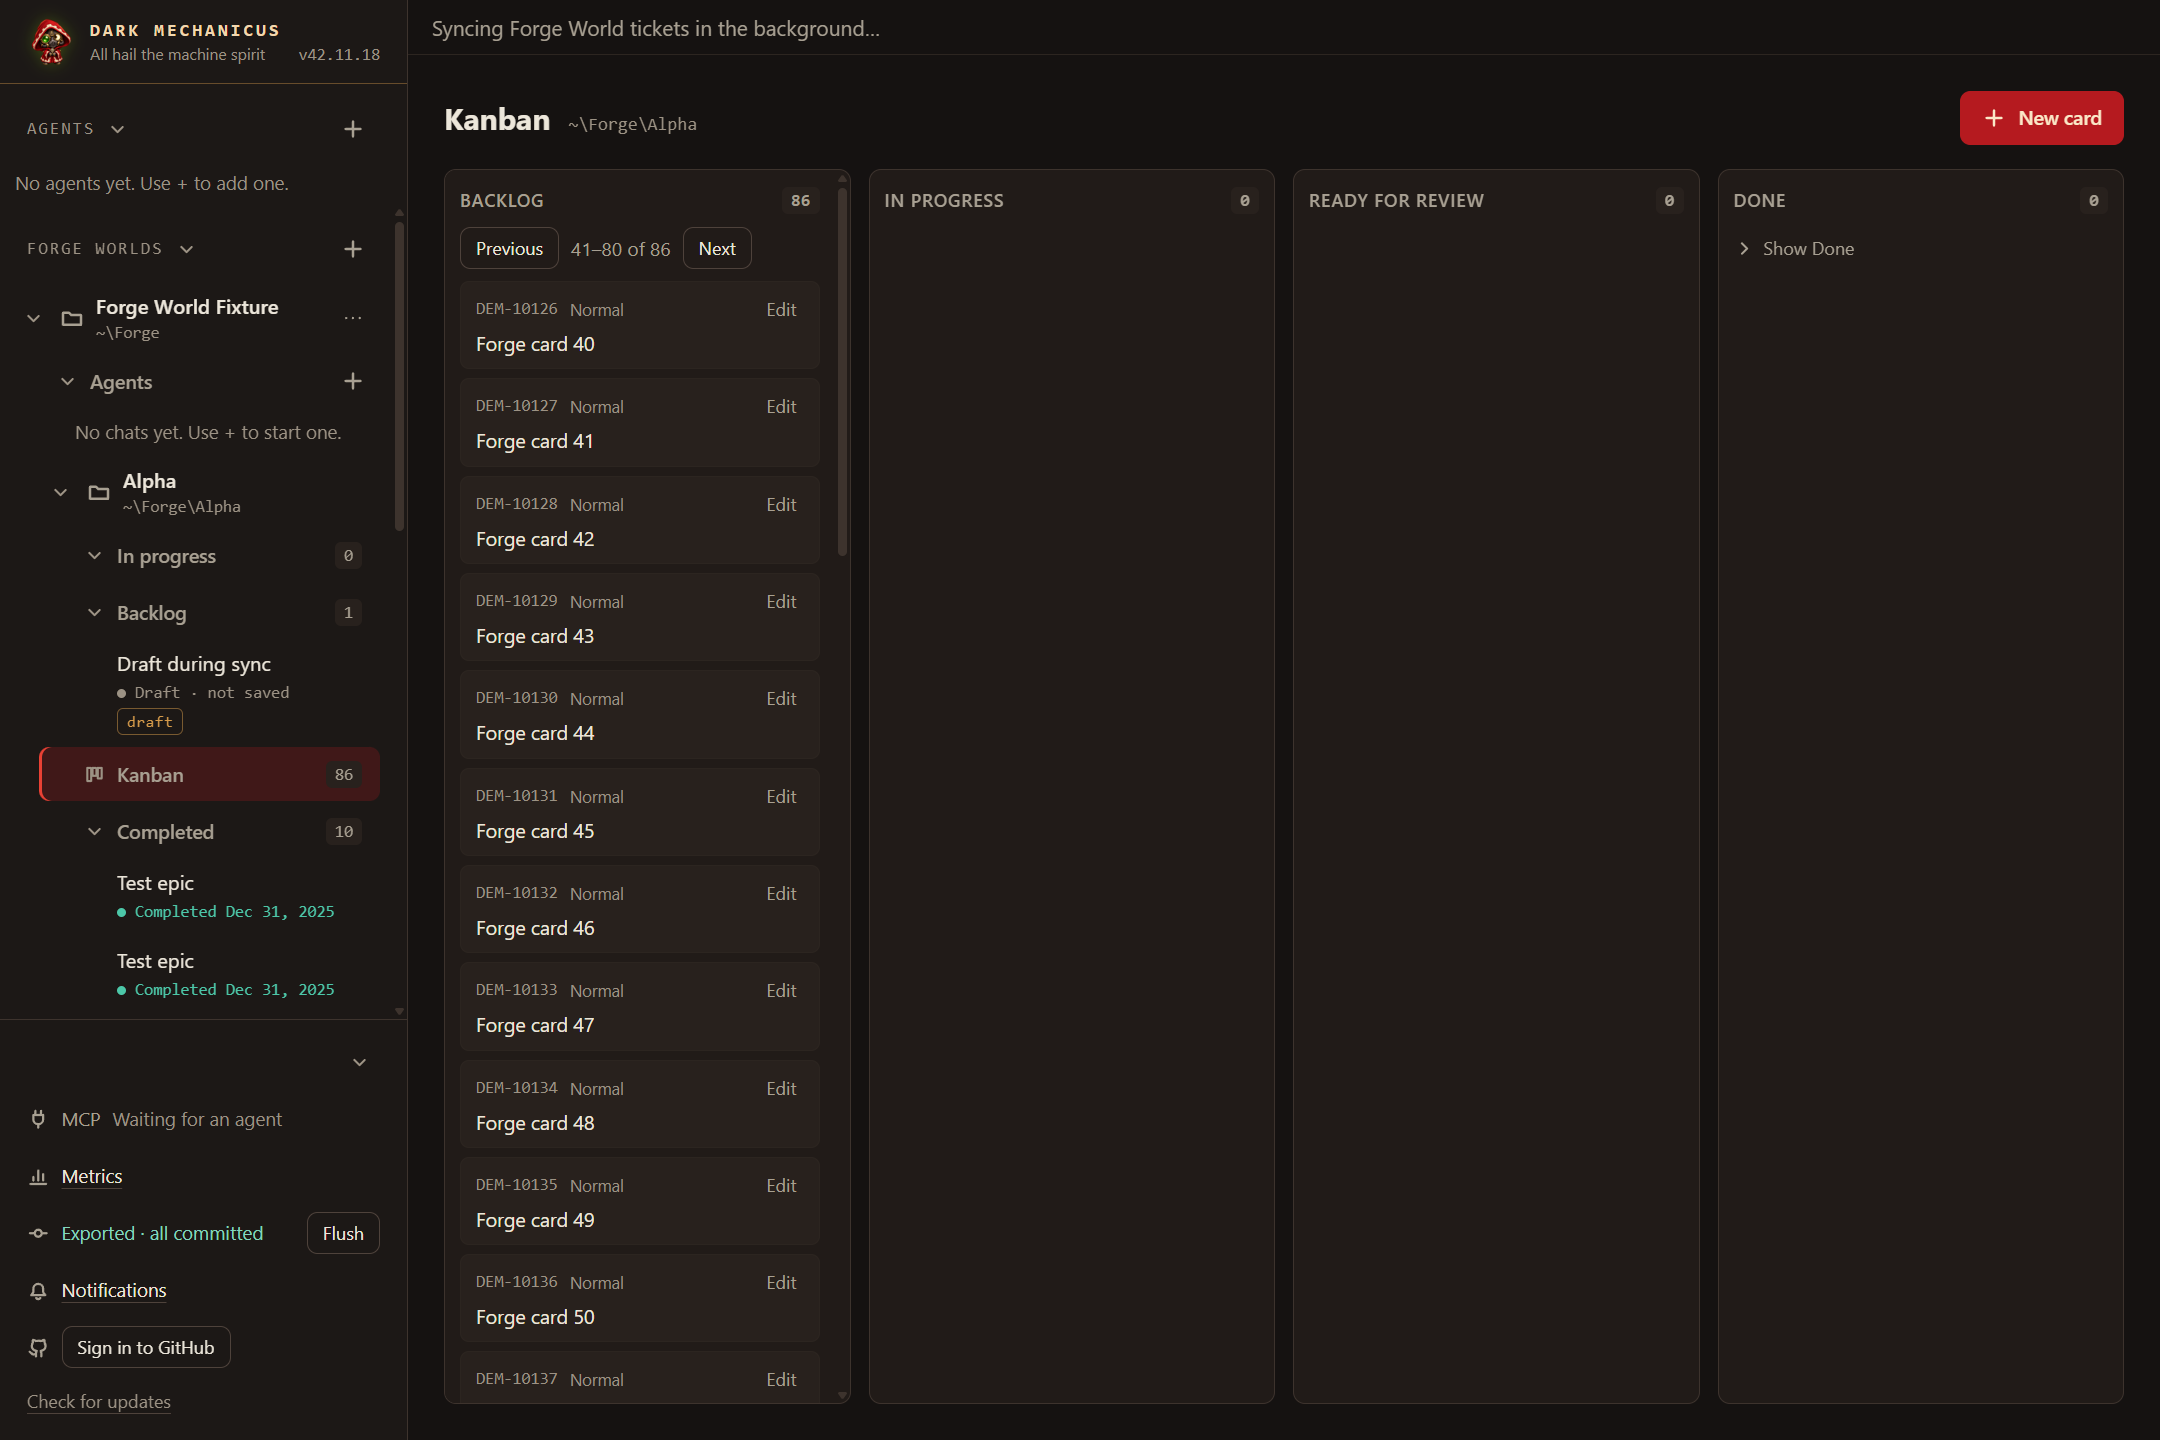 DARK MECHANICUS
All hail the machine spirit v42.11.18
AGENTS
No agents yet. Use + to add one.
FORGE WORLDS
Forge World Fixture
~\Forge
Agents
No chats yet. Use + to start one.
Alpha
~\Forge\Alpha
In progress 0
Backlog 1
Draft during sync
Draft · not saved
draft
Kanban 86
Completed 10
Test epic
Completed Dec 31, 2025
Test epic
Completed Dec 31, 2025
MCP Waiting for an agent
Metrics
Exported · all committed Flush
Notifications
Sign in to GitHub
Check for updates
Syncing Forge World tickets in the background...
Kanban ~\Forge\Alpha
New card
BACKLOG 86
Previous 41–80 of 86 Next
DEM-10126 Normal Edit
Forge card 40
DEM-10127 Normal Edit
Forge card 41
DEM-10128 Normal Edit
Forge card 42
DEM-10129 Normal Edit
Forge card 43
DEM-10130 Normal Edit
Forge card 44
DEM-10131 Normal Edit
Forge card 45
DEM-10132 Normal Edit
Forge card 46
DEM-10133 Normal Edit
Forge card 47
DEM-10134 Normal Edit
Forge card 48
DEM-10135 Normal Edit
Forge card 49
DEM-10136 Normal Edit
Forge card 50
DEM-10137 Normal Edit
IN PROGRESS 0
READY FOR REVIEW 0
DONE 0
Show Done